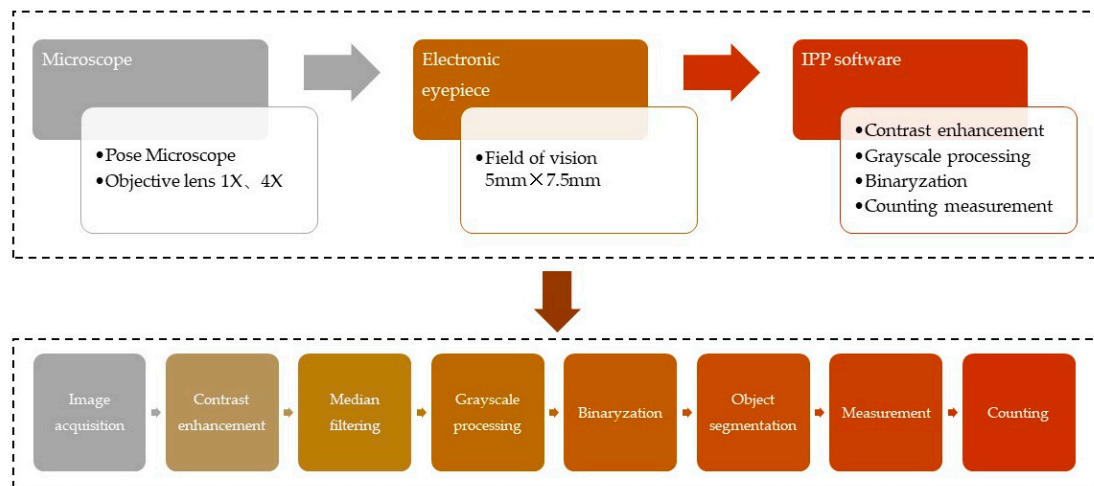 Microscope
•Pose Microscope
•Objective lens 1X、4X
Electronic
eyepiece
•Field of vision
5mm×7.5mm
IPP software
•Contrast enhancement
•Grayscale processing
•Binaryzation
•Counting measurement
Image
acquisition
Contrast
enhancement
Median
filtering
Grayscale
processing
Binaryzation
Object
segmentation
Measurement
Counting